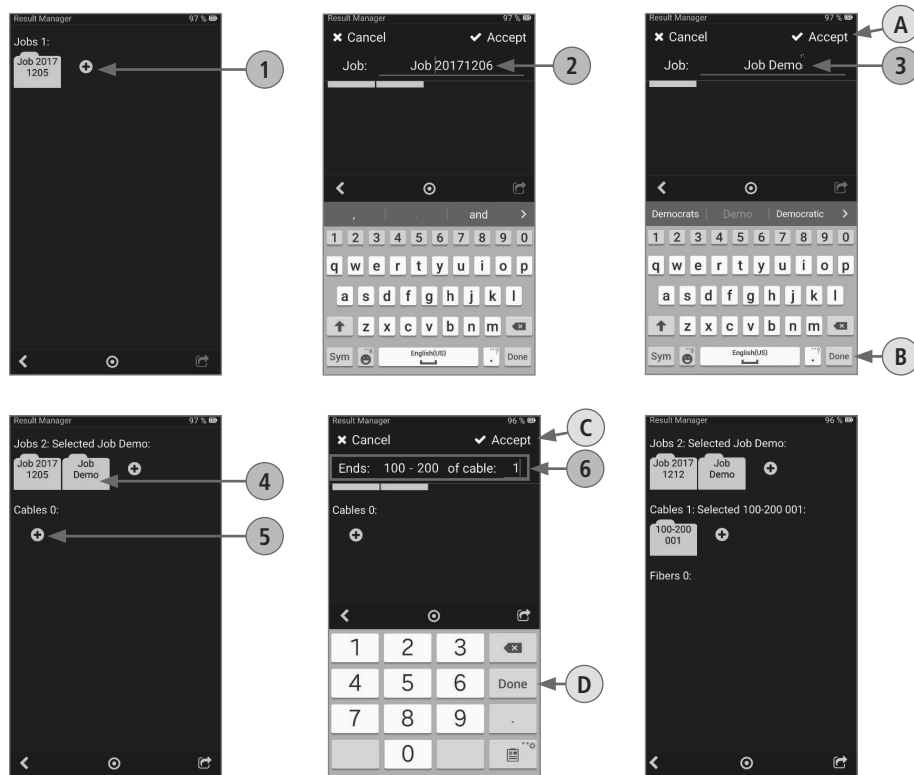 Result Manager 97 %
Jobs 1:
Job 2017
1205
1
Result Manager 97 %
Cancel Accept
Job: Job 20171206
2
, . and >
1 2 3 4 5 6 7 8 9 0
q w e r t y u i o p
a s d f g h j k l
z x c v b n m
Sym English(US) . Done
Result Manager 97 %
Cancel Accept
A
Job: Job Demo
3
Democrats Demo Democratic >
1 2 3 4 5 6 7 8 9 0
q w e r t y u i o p
a s d f g h j k l
z x c v b n m
Sym English(US) . Done
B
Result Manager 97 %
Jobs 2: Selected Job Demo:
Job 2017
1205
Job
Demo
4
Cables 0:
5
Result Manager 96 %
Cancel Accept
C
Ends: 100 - 200 of cable: 1
6
Cables 0:
1 2 3
4 5 6 Done
D
7 8 9 .
0
Result Manager 96 %
Jobs 2: Selected Job Demo:
Job 2017
1212
Job
Demo
Cables 1: Selected 100-200 001:
100-200
001
Fibers 0: